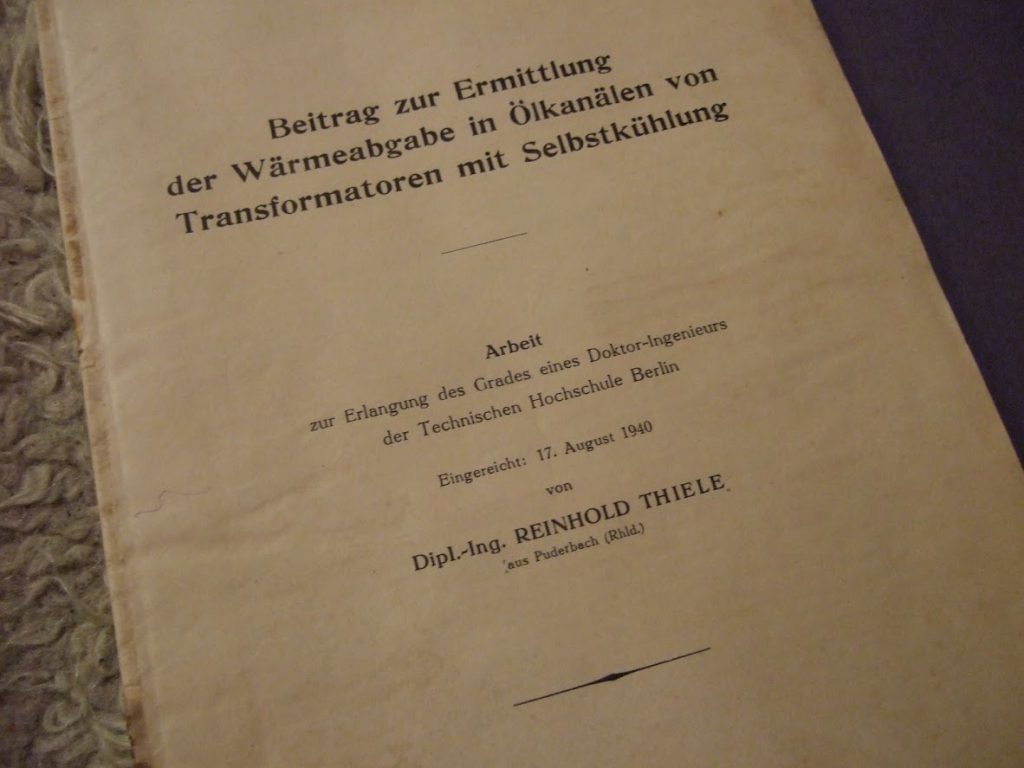 Beitrag zur Ermittlung
der Wärmeabgabe in Ölkanälen von
Transformatoren mit Selbstkühlung
Arbeit
zur Erlangung des Grades eines Doktor-Ingenieurs
der Technischen Hochschule Berlin
Eingereicht: 17. August 1940
von
Dipl.-Ing. REINHOLD THIELE
aus Puderbach (Rhld.)